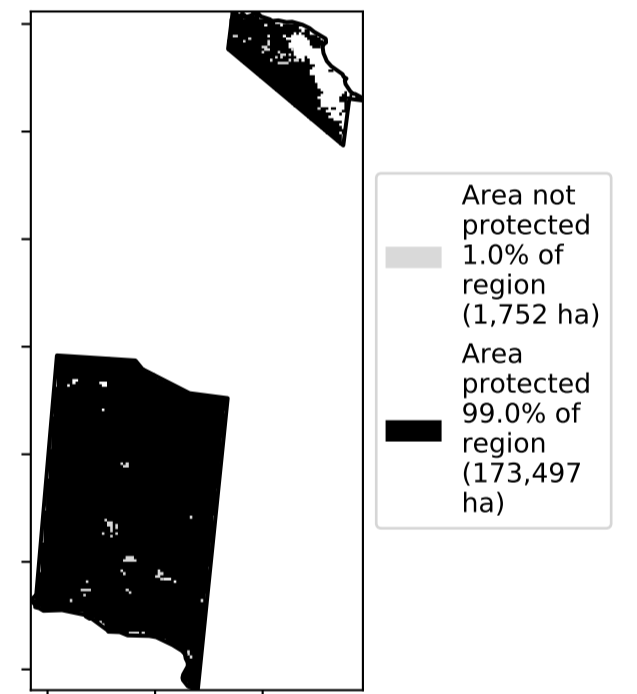 Area not
protected
1.0% of
region
(1,752 ha)
Area
protected
99.0% of
region
(173,497
ha)